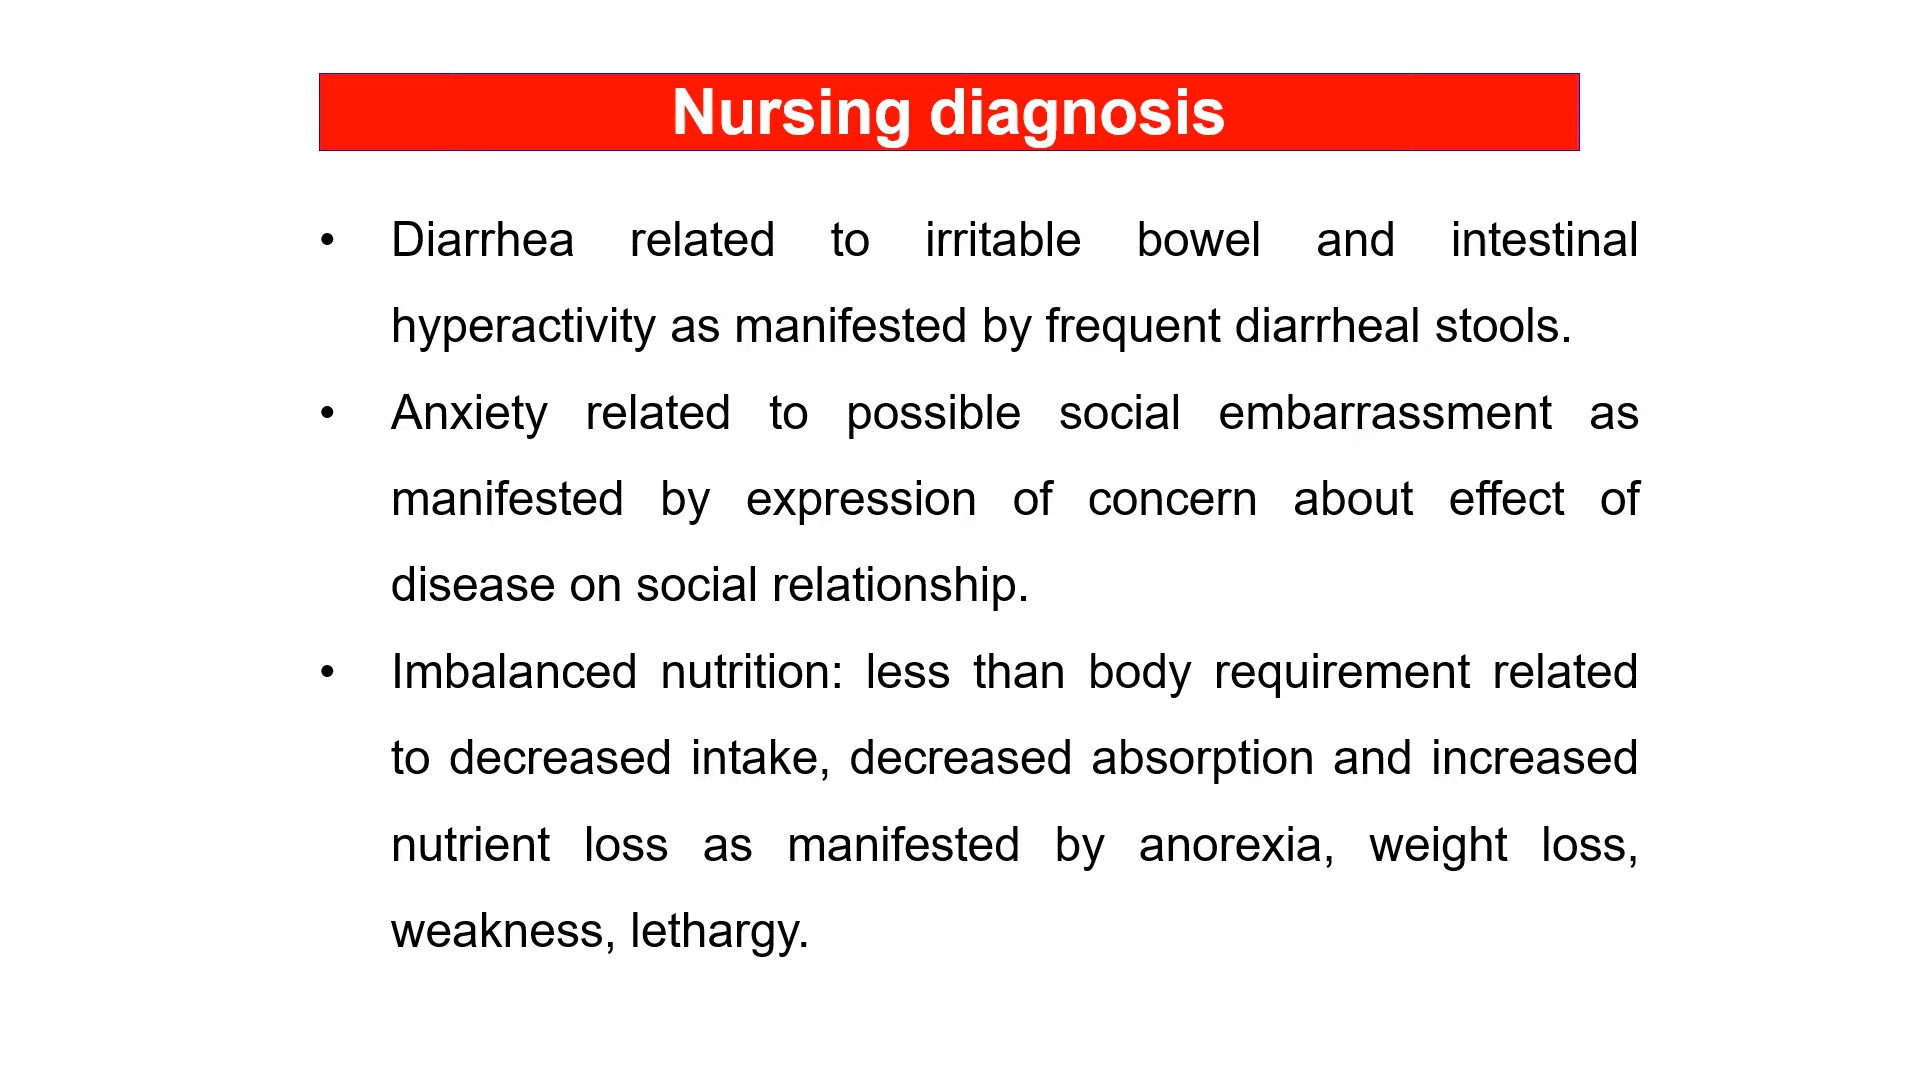 Nursing diagnosis
• Diarrhea related to irritable bowel and intestinal
hyperactivity as manifested by frequent diarrheal stools.
• Anxiety related to possible social embarrassment as
manifested by expression of concern about effect of
disease on social relationship.
• Imbalanced nutrition: less than body requirement related
to decreased intake, decreased absorption and increased
nutrient loss as manifested by anorexia, weight loss,
weakness, lethargy.